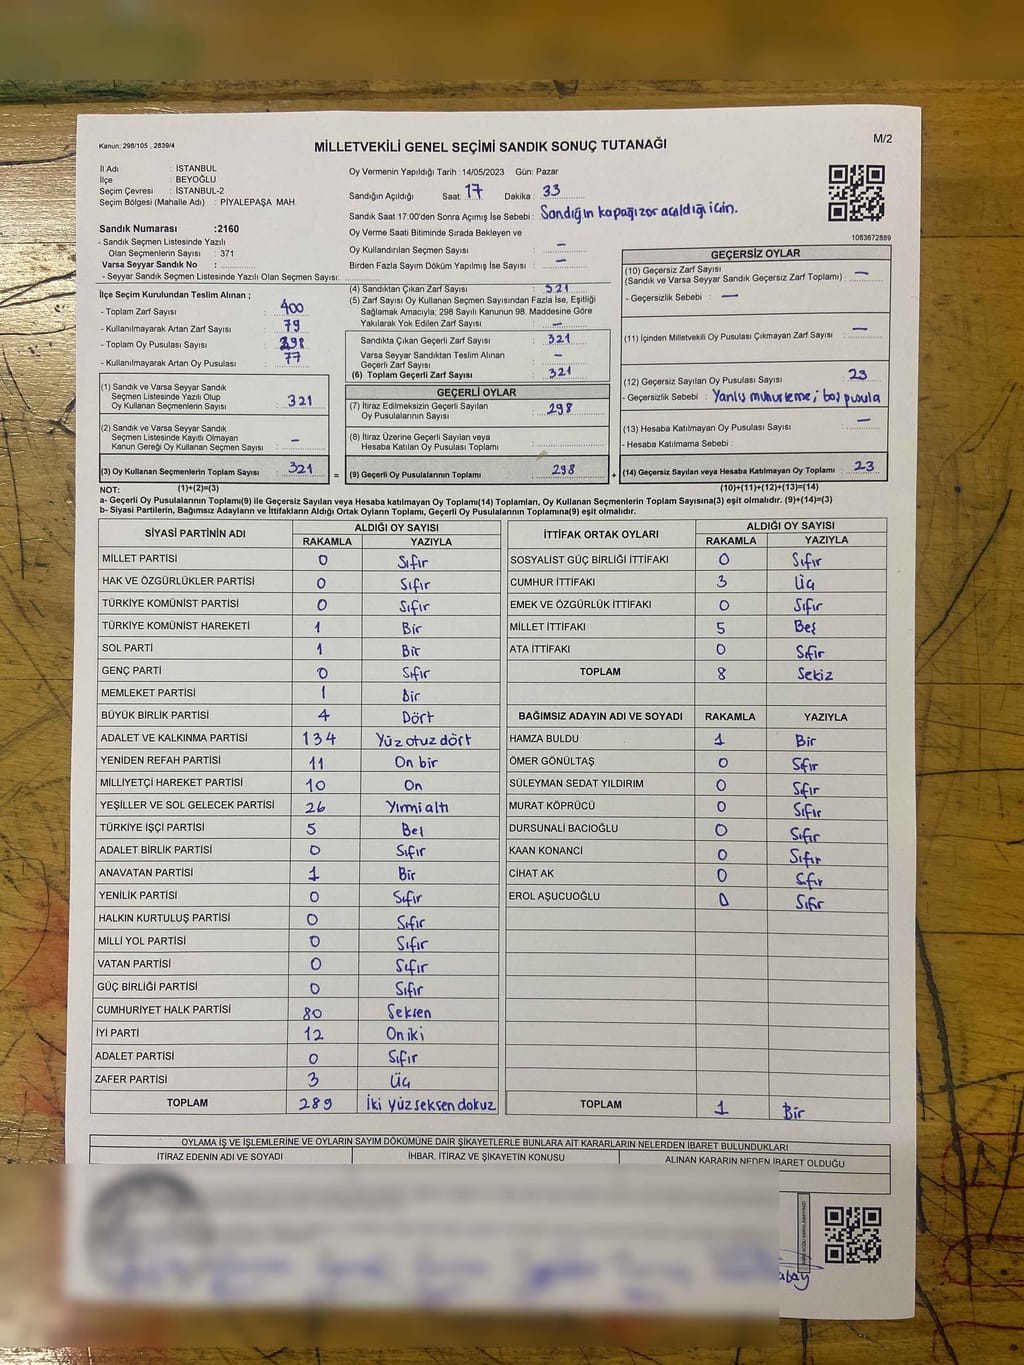 Kanun: 298/105 , 2839/4
M/2
MİLLETVEKİLİ GENEL SEÇİMİ SANDIK SONUÇ TUTANAĞI
İl Adı : İSTANBUL
İlçe : BEYOĞLU
Seçim Çevresi : İSTANBUL-2
Seçim Bölgesi (Mahalle Adı) : PİYALEPAŞA MAH.
Sandık Numarası :2160
- Sandık Seçmen Listesinde Yazılı
Olan Seçmenlerin Sayısı : 371
Varsa Seyyar Sandık No :
- Seyyar Sandık Seçmen Listesinde Yazılı Olan Seçmen Sayısı:
Oy Vermenin Yapıldığı Tarih : 14/05/2023 Gün: Pazar
Sandığın Açıldığı Saat: 17 Dakika : 33
Sandık Saat 17:00'den Sonra Açımış İse Sebebi : Sandığın kapağı zor açıldığı için.
Oy Verme Saati Bitiminde Sırada Bekleyen ve
Oy Kullandırılan Seçmen Sayısı : —
Birden Fazla Sayım Döküm Yapılmış İse Sayısı : —
1083672889
İlçe Seçim Kurulundan Teslim Alınan ;
- Toplam Zarf Sayısı : 400
- Kullanılmayarak Artan Zarf Sayısı : 79
- Toplam Oy Pusulası Sayısı :
- Kullanılmayarak Artan Oy Pusulası : 77
(1) Sandık ve Varsa Seyyar Sandık
Seçmen Listesinde Yazılı Olup
Oy Kullanan Seçmenlerin Sayısı : 321
(2) Sandık ve Varsa Seyyar Sandık
Seçmen Listesinde Kayıtlı Olmayan
Kanun Gereği Oy Kullanan Seçmen Sayısı : —
(3) Oy Kullanan Seçmenlerin Toplam Sayısı : 321
(4) Sandıktan Çıkan Zarf Sayısı : 321
(5) Zarf Sayısı Oy Kullanan Seçmen Sayısından Fazla İse, Eşitliği
Sağlamak Amacıyla; 298 Sayılı Kanunun 98. Maddesine Göre
Yakılarak Yok Edilen Zarf Sayısı : —
Sandıkta Çıkan Geçerli Zarf Sayısı : 321
Varsa Seyyar Sandıktan Teslim Alınan
Geçerli Zarf Sayısı : —
(6) Toplam Geçerli Zarf Sayısı : 321
GEÇERLİ OYLAR
(7) İtiraz Edilmeksizin Geçerli Sayılan
Oy Pusulalarının Sayısı : 298
(8) İtiraz Üzerine Geçerli Sayılan veya
Hesaba Katılan Oy Pusulası Toplamı :
= (9) Geçerli Oy Pusulalarının Toplamı : 298
GEÇERSİZ OYLAR
(10) Geçersiz Zarf Sayısı
(Sandık ve Varsa Seyyar Sandık Geçersiz Zarf Toplamı) : —
- Geçersizlik Sebebi : —
(11) İçinden Milletvekili Oy Pusulası Çıkmayan Zarf Sayısı : —
(12) Geçersiz Sayılan Oy Pusulası Sayısı : 23
- Geçersizlik Sebebi : Yanlış mühürleme; boş pusula
(13) Hesaba Katılmayan Oy Pusulası Sayısı : —
- Hesaba Katılmama Sebebi :
+ (14) Geçersiz Sayılan veya Hesaba Katılmayan Oy Toplamı : 23
NOT: (1)+(2)=(3)
(10)+(11)+(12)+(13)=(14)
a- Geçerli Oy Pusulalarının Toplamı(9) ile Geçersiz Sayılan veya Hesaba katılmayan Oy Toplamı(14) Toplamları, Oy Kullanan Seçmenlerin Toplam Sayısına(3) eşit olmalıdır. (9)+(14)=(3)
b- Siyasi Partilerin, Bağımsız Adayların ve İttifakların Aldığı Ortak Oyların Toplamı, Geçerli Oy Pusulalarının Toplamına(9) eşit olmalıdır.
SİYASİ PARTİNİN ADI ALDIĞI OY SAYISI
RAKAMLA YAZIYLA
MİLLET PARTİSİ 0 Sıfır
HAK VE ÖZGÜRLÜKLER PARTİSİ 0 Sıfır
TÜRKİYE KOMÜNİST PARTİSİ 0 Sıfır
TÜRKİYE KOMÜNİST HAREKETİ 1 Bir
SOL PARTİ 1 Bir
GENÇ PARTİ 0 Sıfır
MEMLEKET PARTİSİ 1 Bir
BÜYÜK BİRLİK PARTİSİ 4 Dört
ADALET VE KALKINMA PARTİSİ 134 Yüz otuz dört
YENİDEN REFAH PARTİSİ 11 On bir
MİLLİYETÇİ HAREKET PARTİSİ 10 On
YEŞİLLER VE SOL GELECEK PARTİSİ 26 Yirmi altı
TÜRKİYE İŞÇİ PARTİSİ 5 Beş
ADALET BİRLİK PARTİSİ 0 Sıfır
ANAVATAN PARTİSİ 1 Bir
YENİLİK PARTİSİ 0 Sıfır
HALKIN KURTULUŞ PARTİSİ 0 Sıfır
MİLLİ YOL PARTİSİ 0 Sıfır
VATAN PARTİSİ 0 Sıfır
GÜÇ BİRLİĞİ PARTİSİ 0 Sıfır
CUMHURİYET HALK PARTİSİ 80 Seksen
İYİ PARTİ 12 On iki
ADALET PARTİSİ 0 Sıfır
ZAFER PARTİSİ 3 Üç
TOPLAM 289 İki yüz seksen dokuz
İTTİFAK ORTAK OYLARI ALDIĞI OY SAYISI
RAKAMLA YAZIYLA
SOSYALİST GÜÇ BİRLİĞİ İTTİFAKI 0 Sıfır
CUMHUR İTTİFAKI 3 Üç
EMEK VE ÖZGÜRLÜK İTTİFAKI 0 Sıfır
MİLLET İTTİFAKI 5 Beş
ATA İTTİFAKI 0 Sıfır
TOPLAM 8 Sekiz
BAĞIMSIZ ADAYIN ADI VE SOYADI RAKAMLA YAZIYLA
HAMZA BULDU 1 Bir
ÖMER GÖNÜLTAŞ 0 Sıfır
SÜLEYMAN SEDAT YILDIRIM 0 Sıfır
MURAT KÖPRÜCÜ 0 Sıfır
DURSUNALİ BACIOĞLU 0 Sıfır
KAAN KONANCİ 0 Sıfır
CİHAT AK 0 Sıfır
EROL AŞUCUOĞLU 0 Sıfır
TOPLAM 1 Bir
OYLAMA İŞ VE İŞLEMLERİNE VE OYLARIN SAYIM DÖKÜMÜNE DAİR ŞİKAYETLERLE BUNLARA AİT KARARLARIN NELERDEN İBARET BULUNDUKLARI
İTİRAZ EDENİN ADI VE SOYADI İHBAR, İTİRAZ VE ŞİKAYETİN KONUSU ALINAN KARARIN NEDEN İBARET OLDUĞU